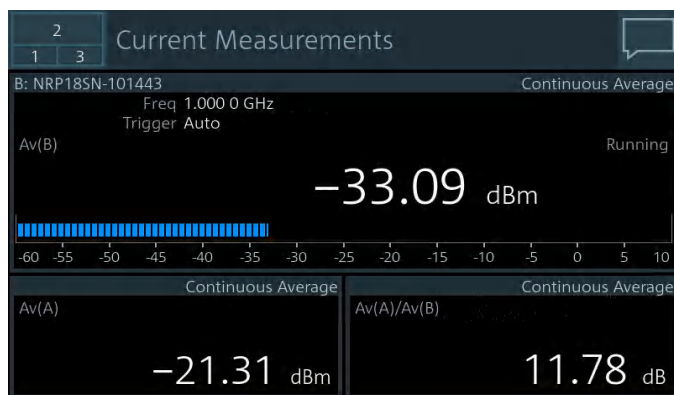 2
1 3
Current Measurements
B: NRP18SN-101443 Continuous Average
Freq 1.000 0 GHz
Trigger Auto
Av(B) Running
-33.09 dBm
-60 -55 -50 -45 -40 -35 -30 -25 -20 -15 -10 -5 0 5 10
Continuous Average
Av(A)
-21.31 dBm
Continuous Average
Av(A)/Av(B)
11.78 dB